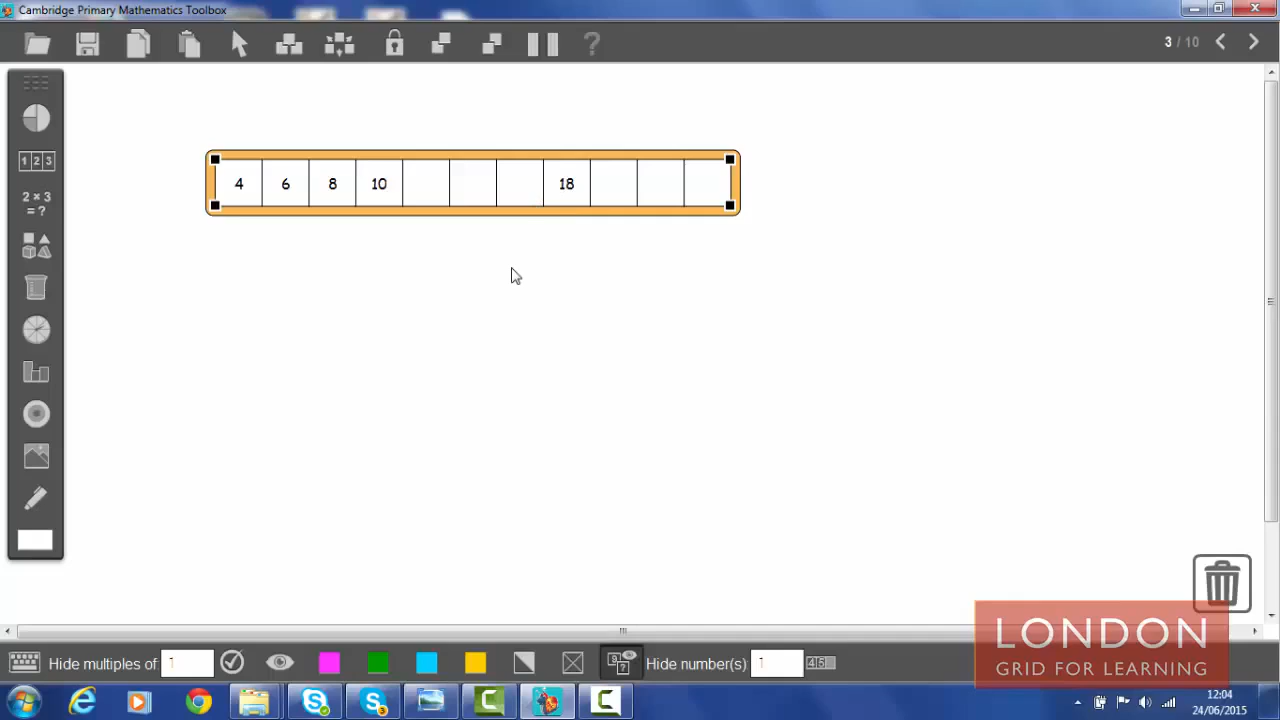 Cambridge Primary Mathematics Toolbox
3 / 10
1 2 3
2 × 3
= ?
4 6 8 10 18
LONDON
GRID FOR LEARNING
Hide multiples of 1
Hide number(s): 1
4 5
12:04
24/06/2015